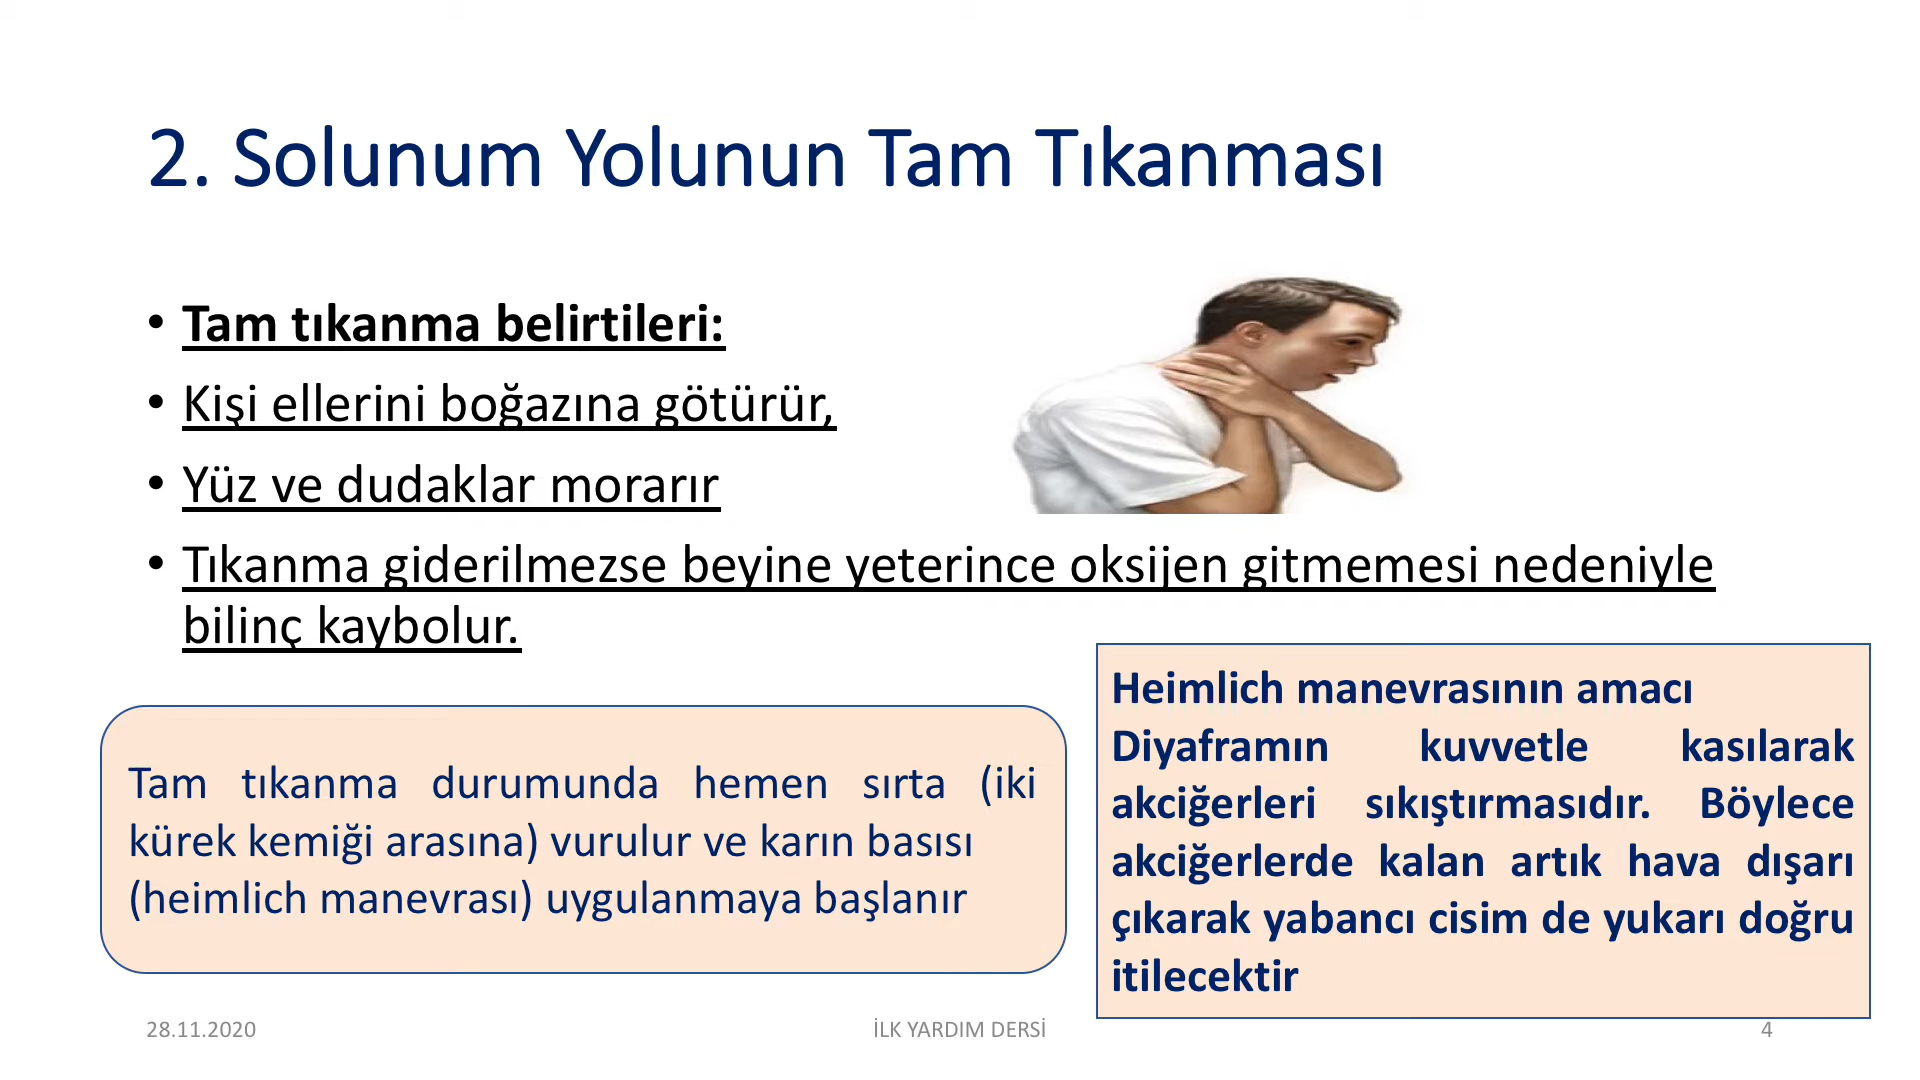 2. Solunum Yolunun Tam Tıkanması
• Tam tıkanma belirtileri:
• Kişi ellerini boğazına götürür,
• Yüz ve dudaklar morarır
• Tıkanma giderilmezse beyine yeterince oksijen gitmemesi nedeniyle
bilinç kaybolur.
Tam tıkanma durumunda hemen sırta (iki
kürek kemiği arasına) vurulur ve karın basısı
(heimlich manevrası) uygulanmaya başlanır
Heimlich manevrasının amacı
Diyaframın kuvvetle kasılarak
akciğerleri sıkıştırmasıdır. Böylece
akciğerlerde kalan artık hava dışarı
çıkarak yabancı cisim de yukarı doğru
itilecektir
28.11.2020
İLK YARDIM DERSİ
4